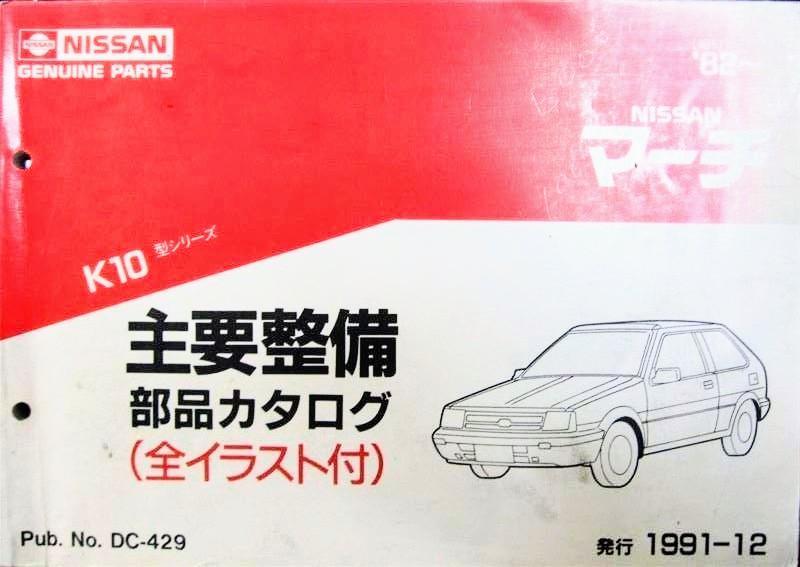 NISSAN
GENUINE PARTS
'82~
NISSAN
マーチ
K10 型シリーズ
主要整備
部品カタログ
(全イラスト付)
Pub. No. DC-429
発行 1991-12